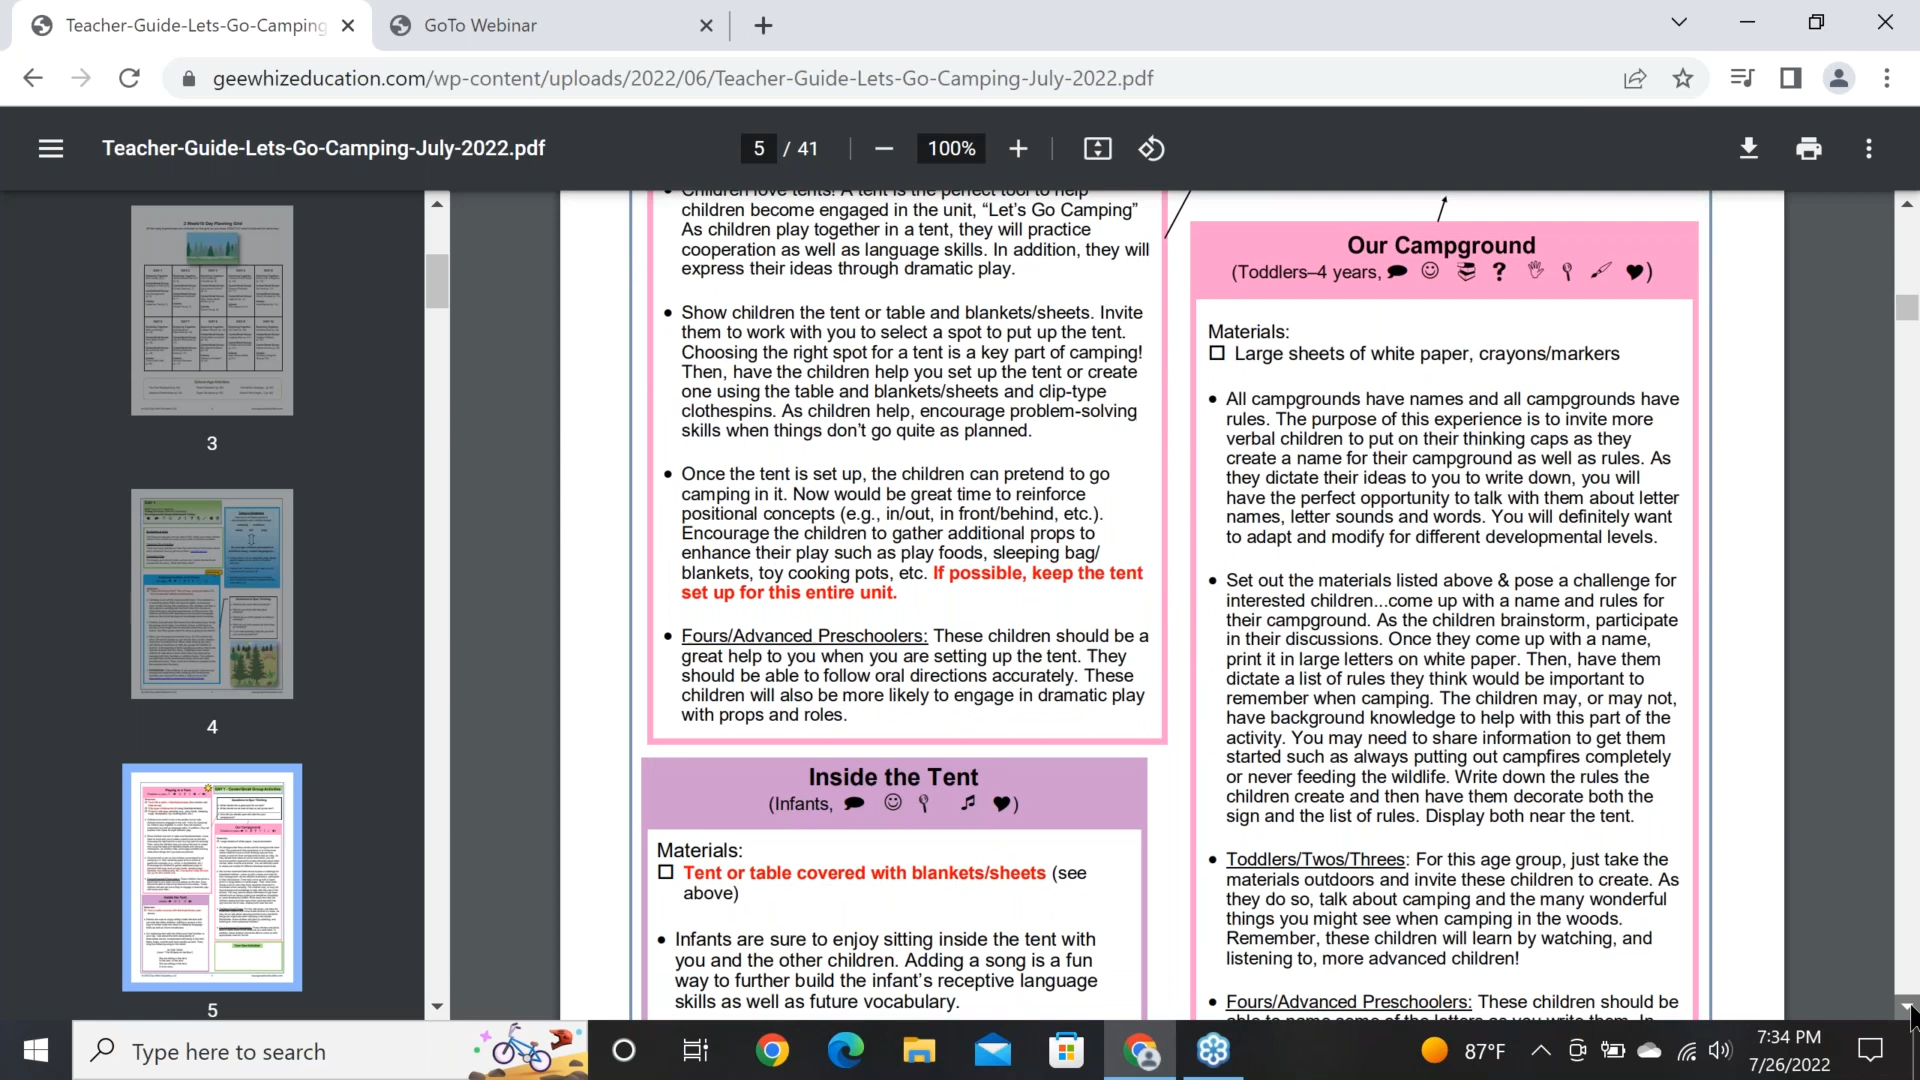 Teacher-Guide-Lets-Go-Camping
GoTo Webinar
geewhizeducation.com/wp-content/uploads/2022/06/Teacher-Guide-Lets-Go-Camping-July-2022.pdf
Teacher-Guide-Lets-Go-Camping-July-2022.pdf
5 / 41
100%
3
4
5
Children love tents! A tent is the perfect tool to help
children become engaged in the unit, “Let’s Go Camping”
As children play together in a tent, they will practice
cooperation as well as language skills. In addition, they will
express their ideas through dramatic play.
• Show children the tent or table and blankets/sheets. Invite
them to work with you to select a spot to put up the tent.
Choosing the right spot for a tent is a key part of camping!
Then, have the children help you set up the tent or create
one using the table and blankets/sheets and clip-type
clothespins. As children help, encourage problem-solving
skills when things don’t go quite as planned.
• Once the tent is set up, the children can pretend to go
camping in it. Now would be great time to reinforce
positional concepts (e.g., in/out, in front/behind, etc.).
Encourage the children to gather additional props to
enhance their play such as play foods, sleeping bag/
blankets, toy cooking pots, etc. If possible, keep the tent
set up for this entire unit.
• Fours/Advanced Preschoolers: These children should be a
great help to you when you are setting up the tent. They
should be able to follow oral directions accurately. These
children will also be more likely to engage in dramatic play
with props and roles.
Inside the Tent
(Infants, )
Materials:
Tent or table covered with blankets/sheets (see
above)
• Infants are sure to enjoy sitting inside the tent with
you and the other children. Adding a song is a fun
way to further build the infant’s receptive language
skills as well as future vocabulary.
Our Campground
(Toddlers–4 years, ? )
Materials:
Large sheets of white paper, crayons/markers
• All campgrounds have names and all campgrounds have
rules. The purpose of this experience is to invite more
verbal children to put on their thinking caps as they
create a name for their campground as well as rules. As
they dictate their ideas to you to write down, you will
have the perfect opportunity to talk with them about letter
names, letter sounds and words. You will definitely want
to adapt and modify for different developmental levels.
• Set out the materials listed above & pose a challenge for
interested children...come up with a name and rules for
their campground. As the children brainstorm, participate
in their discussions. Once they come up with a name,
print it in large letters on white paper. Then, have them
dictate a list of rules they think would be important to
remember when camping. The children may, or may not,
have background knowledge to help with this part of the
activity. You may need to share information to get them
started such as always putting out campfires completely
or never feeding the wildlife. Write down the rules the
children create and then have them decorate both the
sign and the list of rules. Display both near the tent.
• Toddlers/Twos/Threes: For this age group, just take the
materials outdoors and invite these children to create. As
they do so, talk about camping and the many wonderful
things you might see when camping in the woods.
Remember, these children will learn by watching, and
listening to, more advanced children!
• Fours/Advanced Preschoolers: These children should be
able to name some of the letters as you write them. In
Type here to search
87°F
7:34 PM
7/26/2022